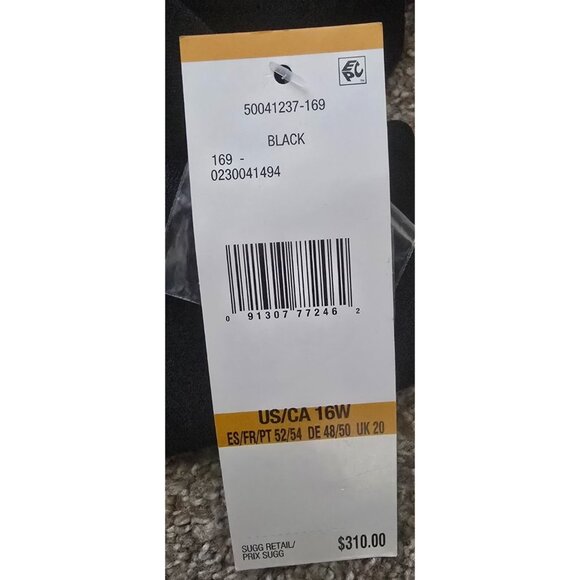 EPC
50041237-169
BLACK
169 -
0230041494
0 91307 77246 2
US/CA 16W
ES/FR/PT 52/54 DE 48/50 UK 20
SUGG RETAIL/
PRIX SUGG
$310.00